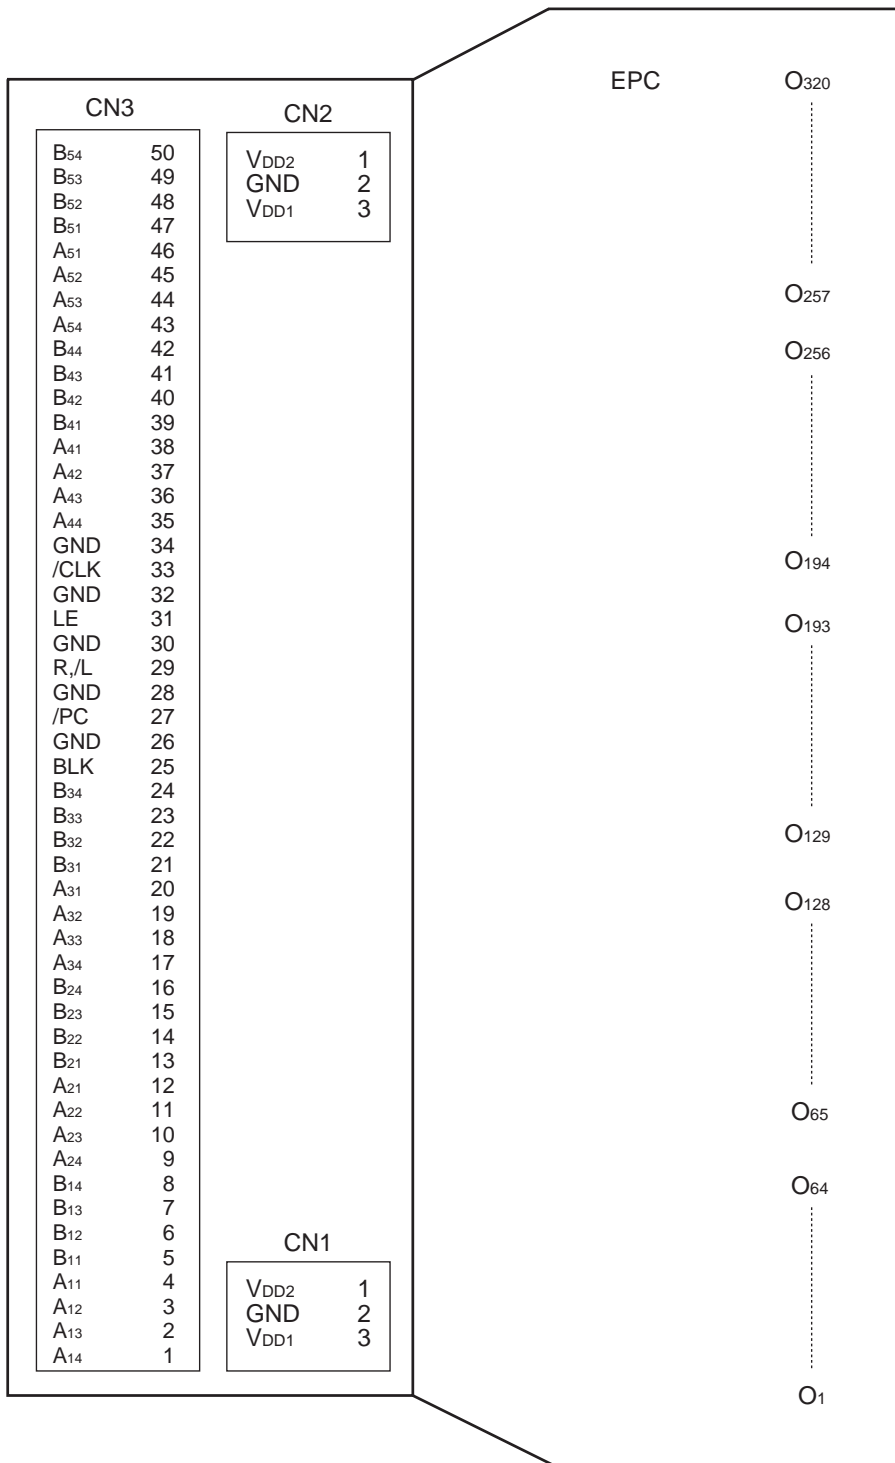 EPC
CN3
B54 50
B53 49
B52 48
B51 47
A51 46
A52 45
A53 44
A54 43
B44 42
B43 41
B42 40
B41 39
A41 38
A42 37
A43 36
A44 35
GND 34
/CLK 33
GND 32
LE 31
GND 30
R,/L 29
GND 28
/PC 27
GND 26
BLK 25
B34 24
B33 23
B32 22
B31 21
A31 20
A32 19
A33 18
A34 17
B24 16
B23 15
B22 14
B21 13
A21 12
A22 11
A23 10
A24 9
B14 8
B13 7
B12 6
B11 5
A11 4
A12 3
A13 2
A14 1
CN2
VDD2 1
GND 2
VDD1 3
CN1
VDD2 1
GND 2
VDD1 3
O320
O257
O256
O194
O193
O129
O128
O65
O64
O1